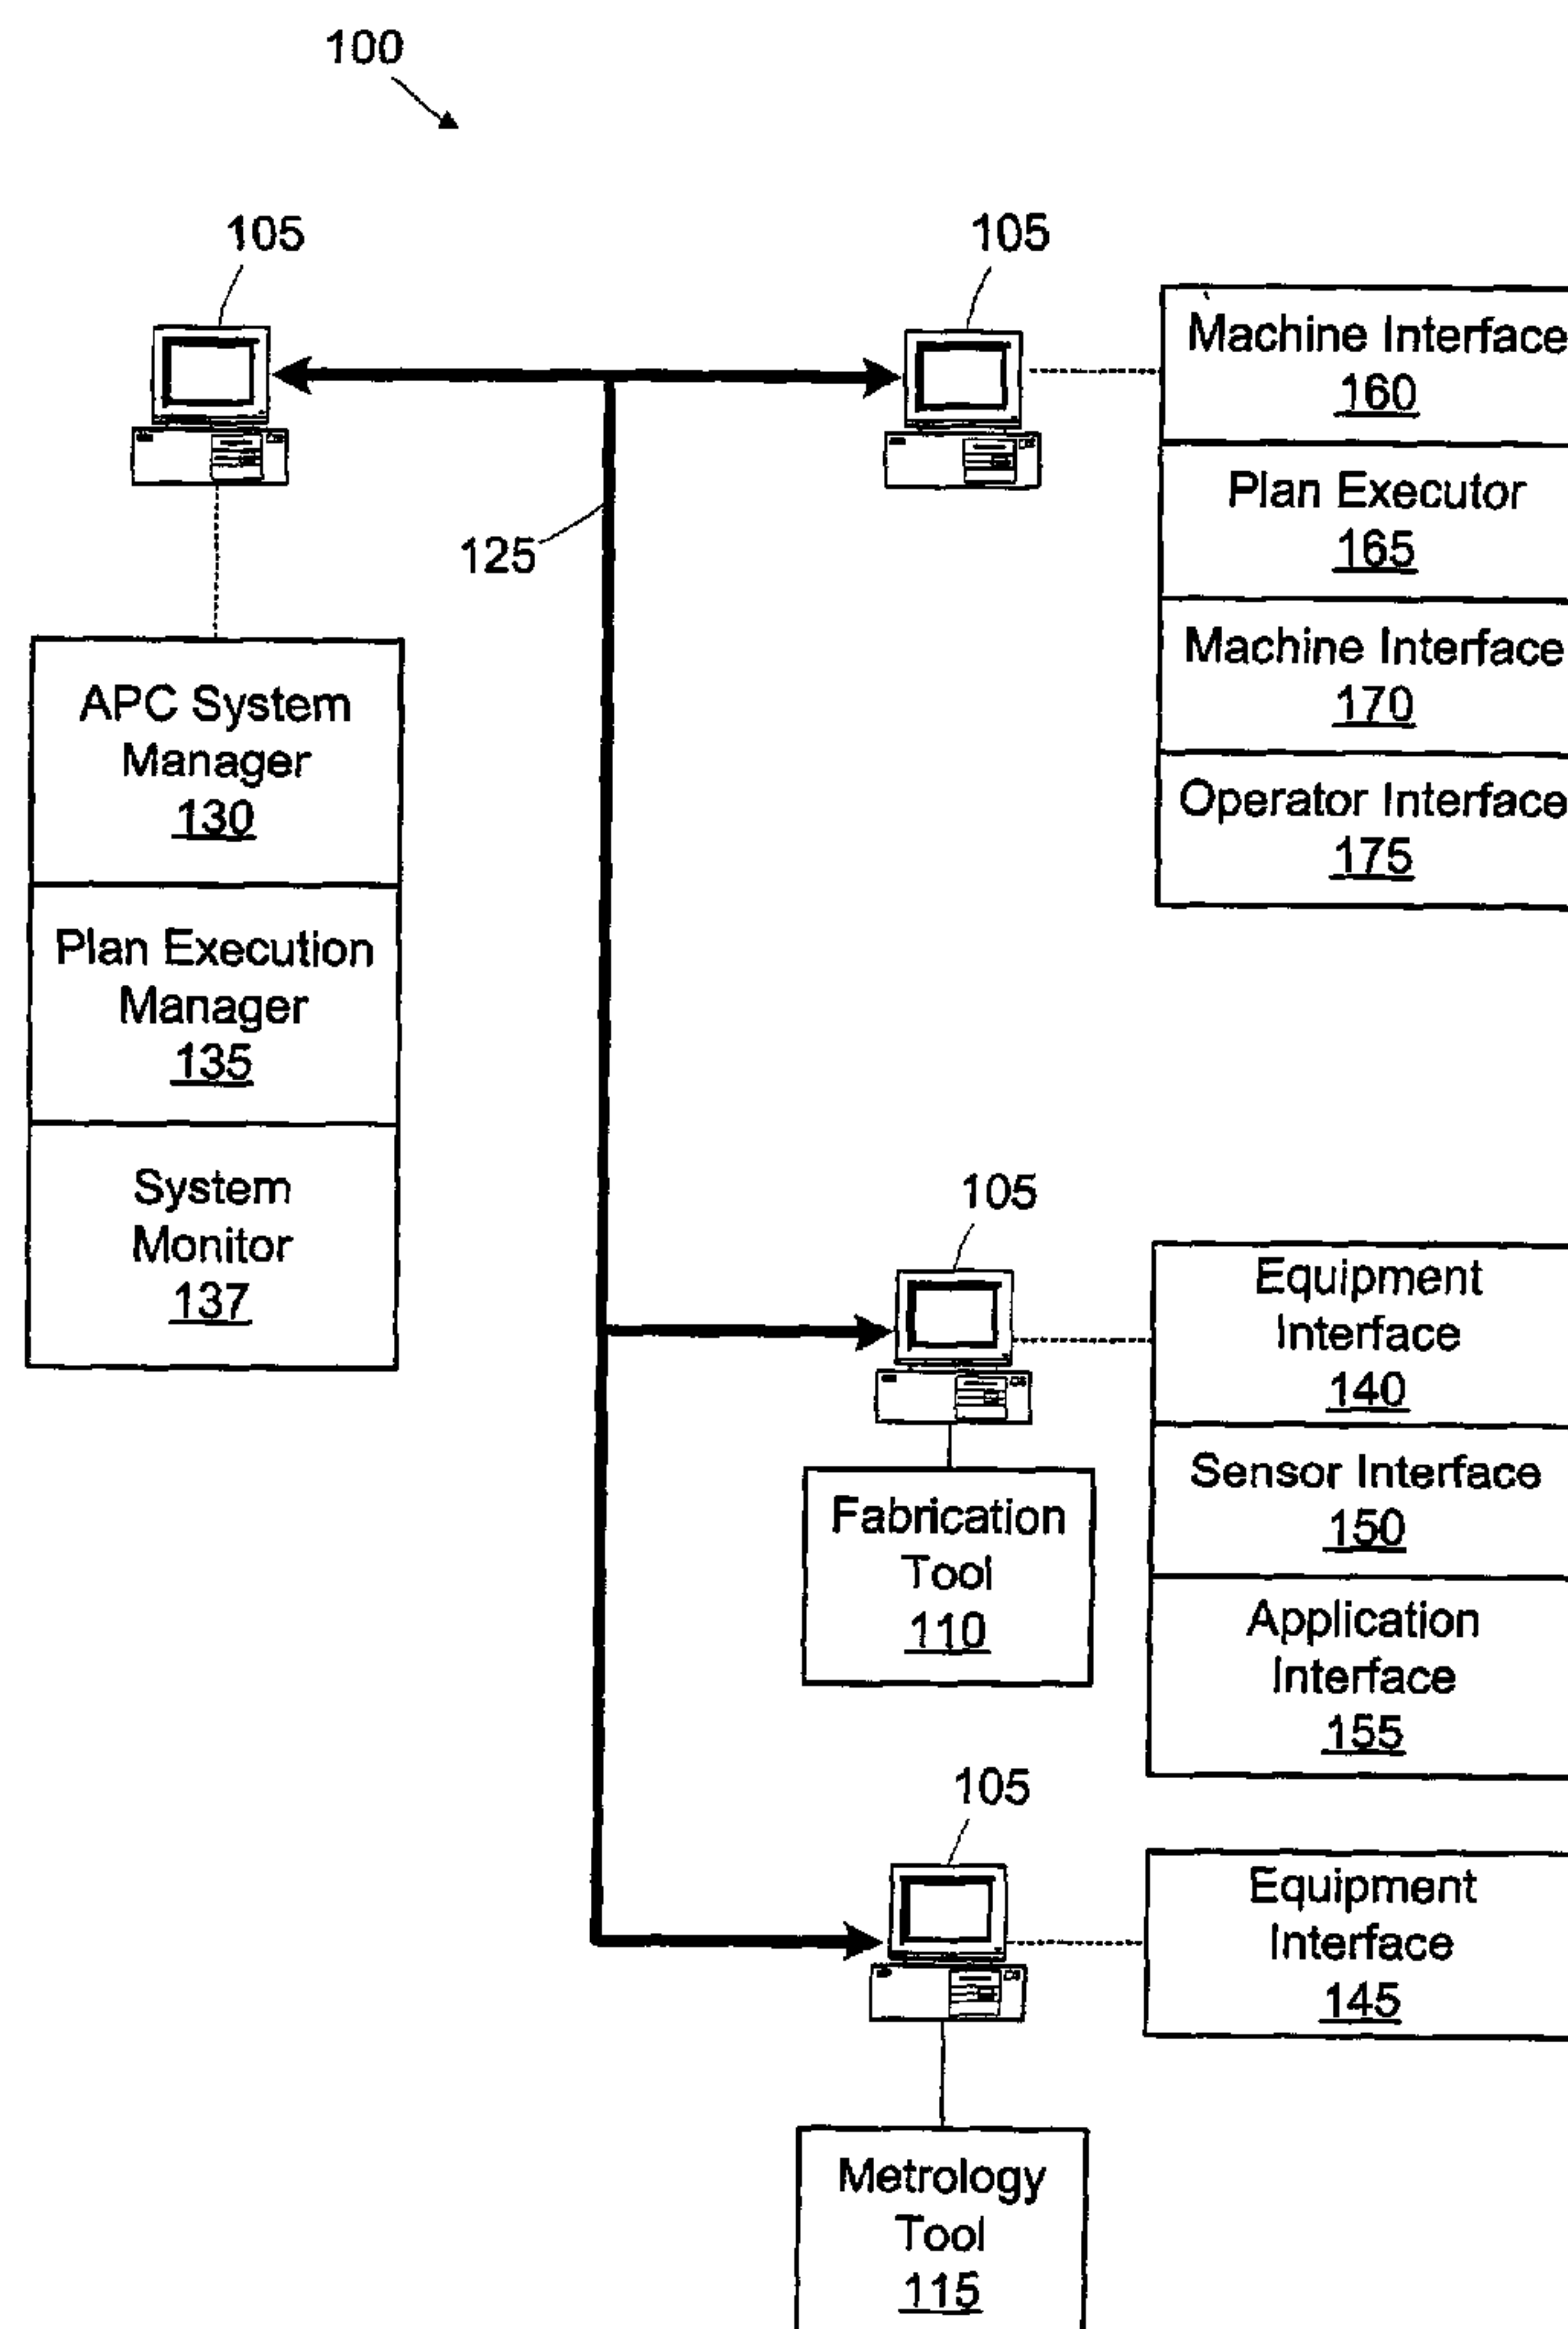 100
105
105
125
Machine Interface
160
Plan Executor
165
Machine Interface
170
Operator Interface
175
APC System
Manager
130
Plan Execution
Manager
135
System
Monitor
137
105
Equipment
Interface
140
Sensor Interface
150
Application
Interface
155
Fabrication
Tool
110
105
Equipment
Interface
145
Metrology
Tool
115